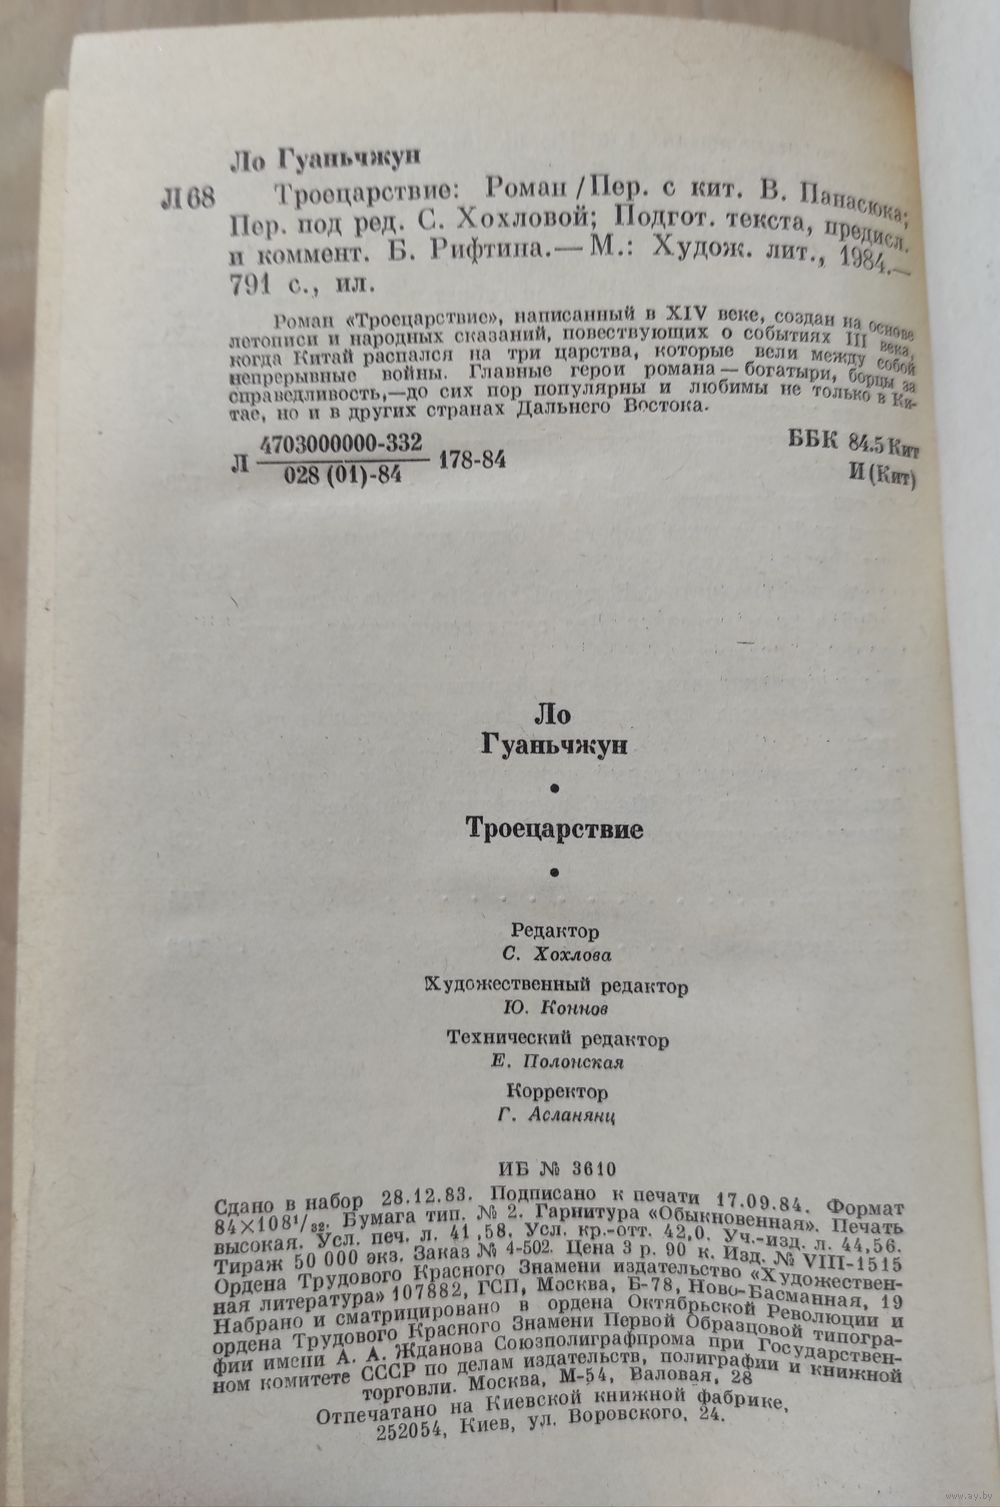 Ло Гуаньчжун
Л68 Троецарствие: Роман / Пер. с кит. В. Панасюка;
Пер. под ред. С. Хохловой; Подгот. текста, предисл.
и коммент. Б. Рифтина.— М.: Худож. лит., 1984.—
791 с., ил.
Роман «Троецарствие», написанный в XIV веке, создан на основе
летописи и народных сказаний, повествующих о событиях III века,
когда Китай распался на три царства, которые вели между собой
непрерывные войны. Главные герои романа — богатыри, борцы за
справедливость,—до сих пор популярны и любимы не только в Ки-
тае, но и в других странах Дальнего Востока.
Л 4703000000-332 / 028 (01)-84 178-84
ББК 84.5 Кит
И (Кит)
Ло
Гуаньчжун
•
Троецарствие
•
Редактор
С. Хохлова
Художественный редактор
Ю. Коннов
Технический редактор
Е. Полонская
Корректор
Г. Асланянц
ИБ № 3610
Сдано в набор 28.12.83. Подписано к печати 17.09.84. Формат
84×108¹/₃₂. Бумага тип. № 2. Гарнитура «Обыкновенная». Печать
высокая. Усл. печ. л. 41,58. Усл. кр.-отт. 42,0. Уч.-изд. л. 44,56.
Тираж 50 000 экз. Заказ № 4-502. Цена 3 р. 90 к. Изд. № VIII-1515
Ордена Трудового Красного Знамени издательство «Художествен-
ная литература» 107882, ГСП, Москва, Б-78, Ново-Басманная, 19
Набрано и сматрицировано в ордена Октябрьской Революции и
ордена Трудового Красного Знамени Первой Образцовой типогра-
фии имени А. А. Жданова Союзполиграфпрома при Государствен-
ном комитете СССР по делам издательств, полиграфии и книжной
торговли. Москва, М-54, Валовая, 28
Отпечатано на Киевской книжной фабрике,
252054, Киев, ул. Воровского, 24.
www.ay.by